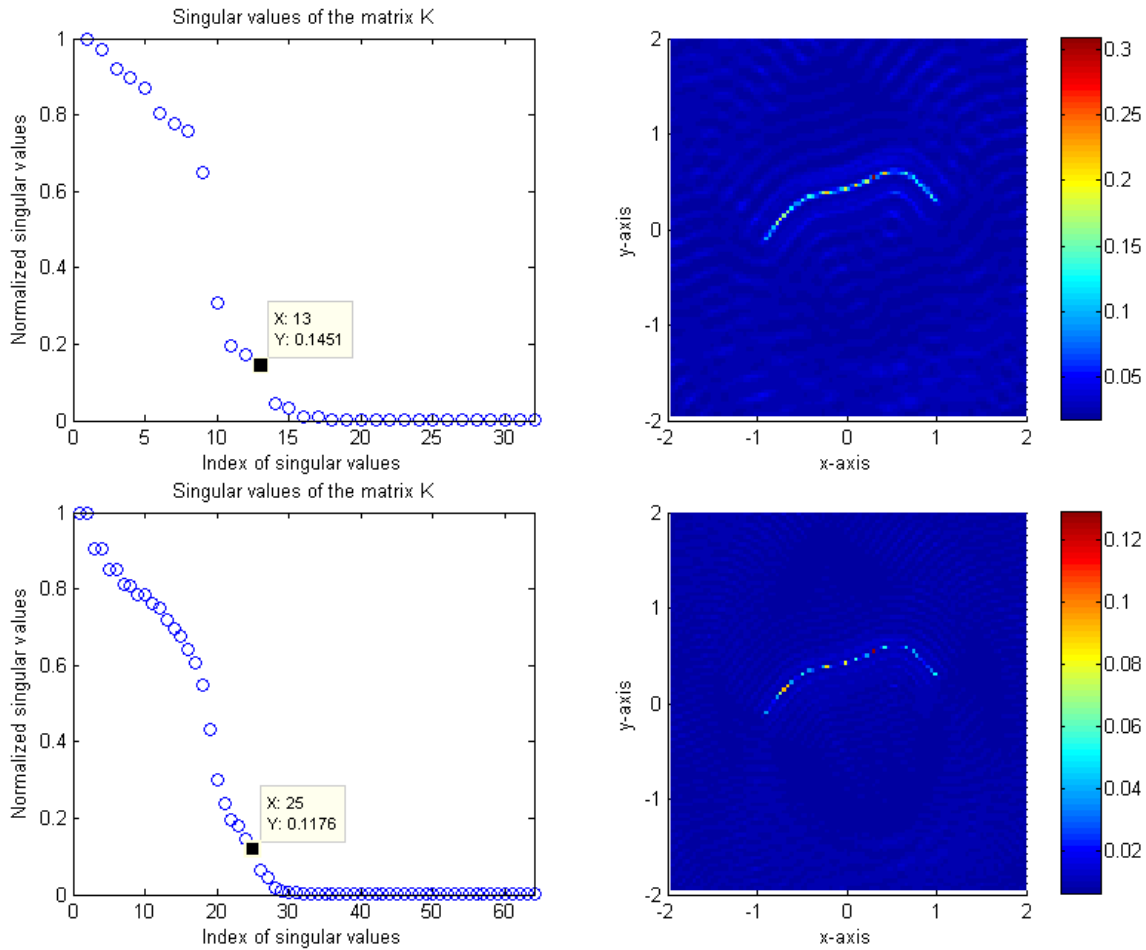 Singular values of the matrix K
1
0.8
0.6
0.4
0.2
0
Normalized singular values
X: 13
Y: 0.1451
0 5 10 15 20 25 30
Index of singular values
2
1
0
-1
-2
y-axis
-2 -1 0 1 2
x-axis
0.3
0.25
0.2
0.15
0.1
0.05
Singular values of the matrix K
1
0.8
0.6
0.4
0.2
0
Normalized singular values
X: 25
Y: 0.1176
0 10 20 30 40 50 60
Index of singular values
2
1
0
-1
-2
y-axis
-2 -1 0 1 2
x-axis
0.12
0.1
0.08
0.06
0.04
0.02